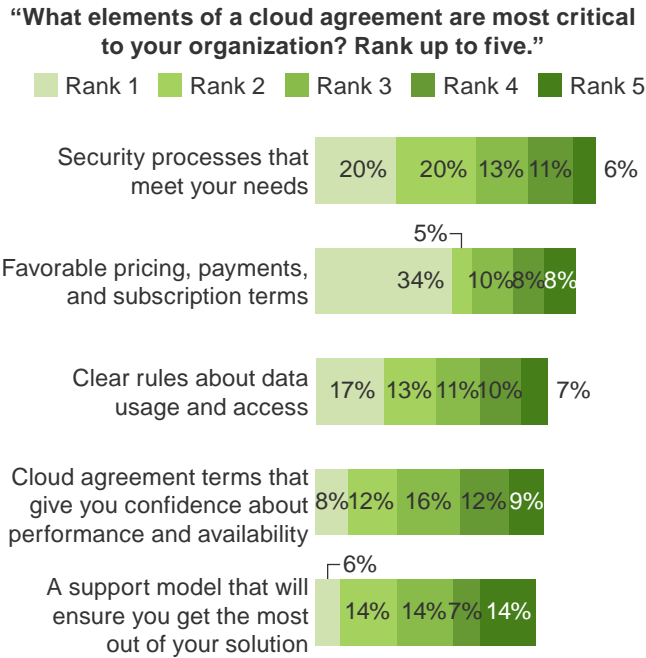 “What elements of a cloud agreement are most critical
to your organization? Rank up to five.”
Rank 1 Rank 2 Rank 3 Rank 4 Rank 5
Security processes that
meet your needs
20% 20% 13% 11% 6%
5%
Favorable pricing, payments,
and subscription terms
34% 10% 8% 8%
Clear rules about data
usage and access
17% 13% 11% 10% 7%
Cloud agreement terms that
give you confidence about
performance and availability
8% 12% 16% 12% 9%
6%
A support model that will
ensure you get the most
out of your solution
14% 14% 7% 14%